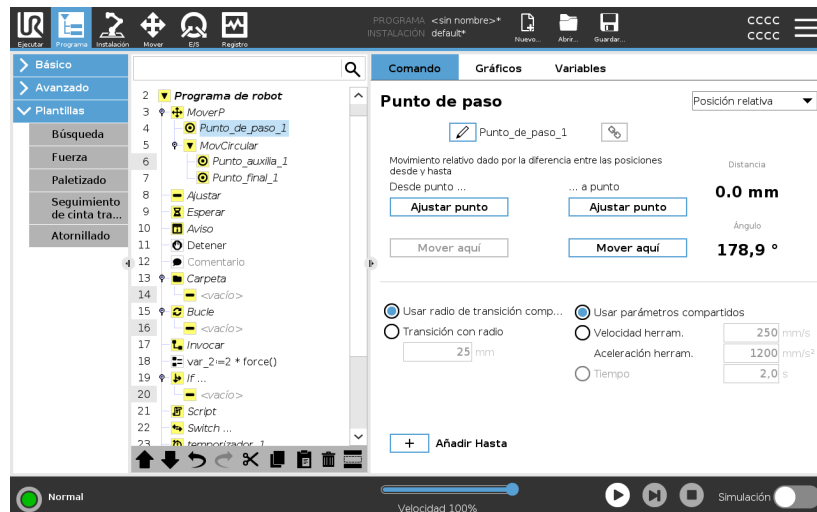 UR
PROGRAMA <sin nombre>*
INSTALACIÓN default*
CCCC
CCCC
Ejecutar Programa Instalación Mover E/S Registro
Nuevo... Abrir... Guardar...
Básico
Avanzado
Plantillas
Búsqueda
Fuerza
Paletizado
Seguimiento
de cinta tra...
Atornillado
2 Programa de robot
3 MoverP
4 Punto_de_paso_1
5 MovCircular
6 Punto_auxilia_1
7 Punto_final_1
8 Ajustar
9 Esperar
10 Aviso
11 Detener
12 Comentario
13 Carpeta
14 <vacío>
15 Bucle
16 <vacío>
17 Invocar
18 var_2:=2 * force()
19 If ...
20 <vacío>
21 Script
22 Switch ...
23 temporizador_1
Comando Gráficos Variables
Punto de paso
Posición relativa
Punto_de_paso_1
Movimiento relativo dado por la diferencia entre las posiciones
desde y hasta
Desde punto ...
... a punto
Ajustar punto
Ajustar punto
Mover aquí
Mover aquí
Distancia
0.0 mm
Ángulo
178,9 °
Usar radio de transición comp...
Transición con radio
25 mm
Usar parámetros compartidos
Velocidad herram. 250 mm/s
Aceleración herram. 1200 mm/s²
Tiempo 2,0 s
+ Añadir Hasta
Normal
Velocidad 100%
Simulación